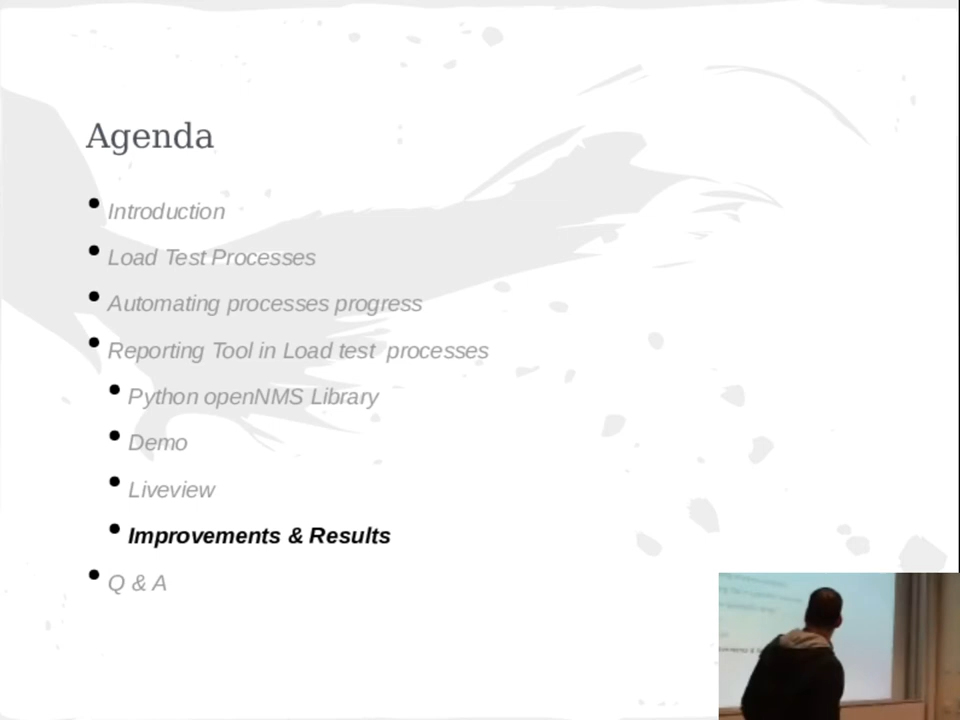 Agenda
Introduction
Load Test Processes
Automating processes progress
Reporting Tool in Load test  processes
Python openNMS Library
Demo
Liveview
Improvements & Results
Q & A